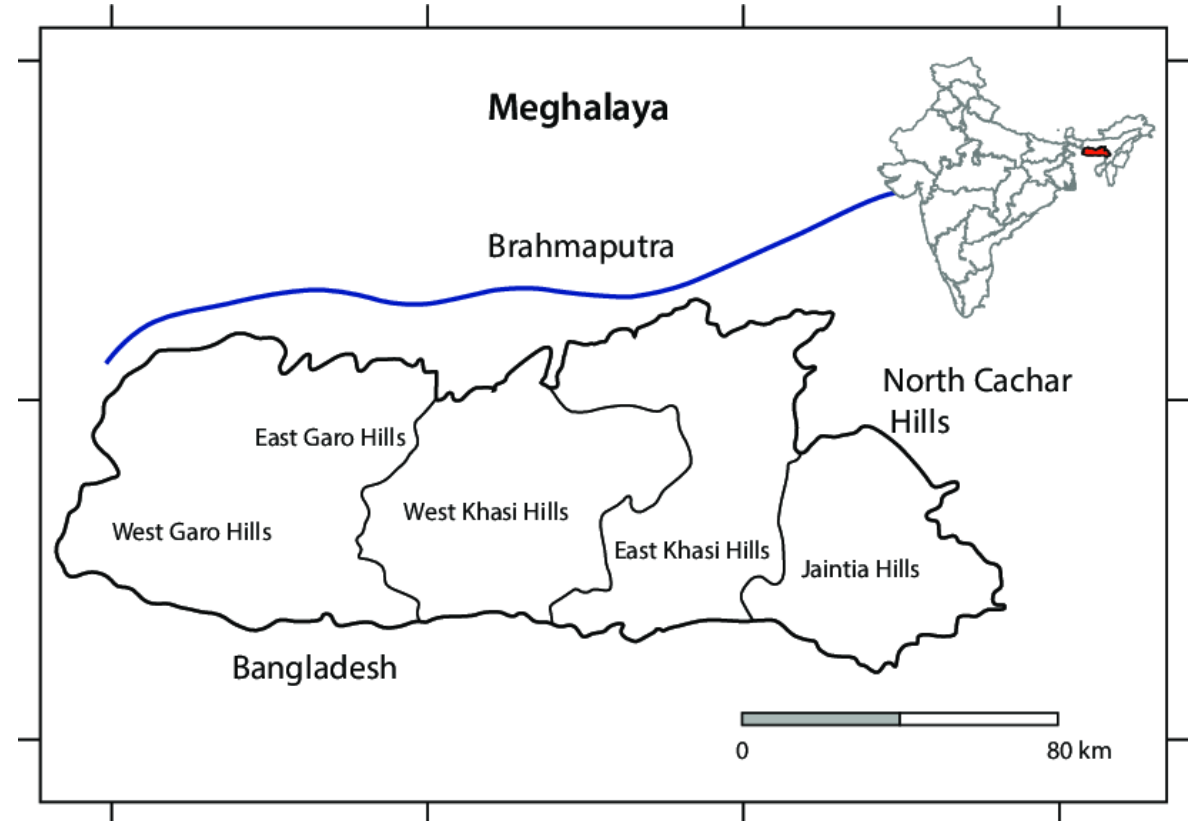 Meghalaya
Brahmaputra
North Cachar
Hills
East Garo Hills
West Khasi Hills
West Garo Hills
East Khasi Hills
Jaintia Hills
Bangladesh
0
80 km